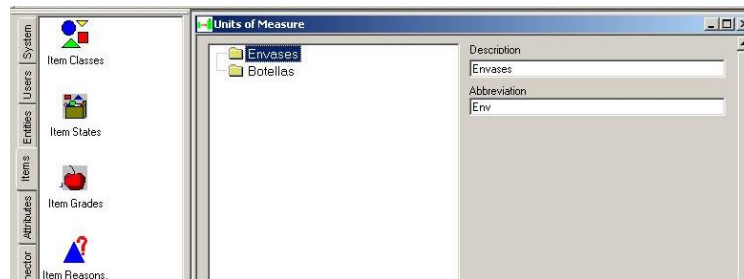 System
Users
Entities
Items
Attributes
Item Classes
Item States
Item Grades
Item Reasons.
Units of Measure
Envases
Botellas
Description
Envases
Abbreviation
Env